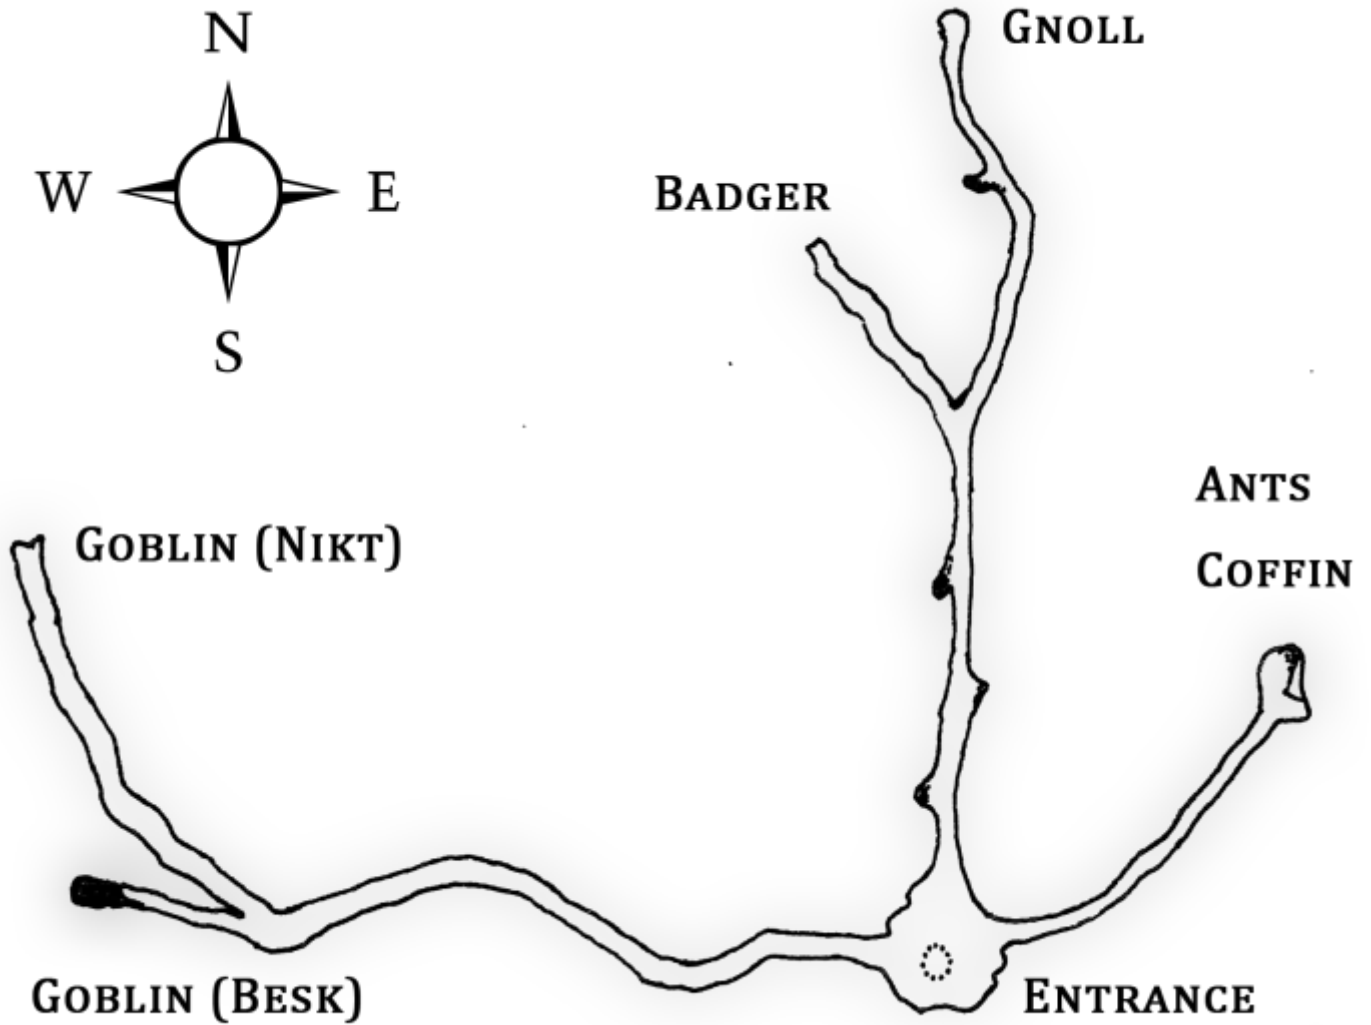 N
GNOLL
W E
BADGER
S
ANTS
COFFIN
GOBLIN (NIKT)
GOBLIN (BESK)
ENTRANCE